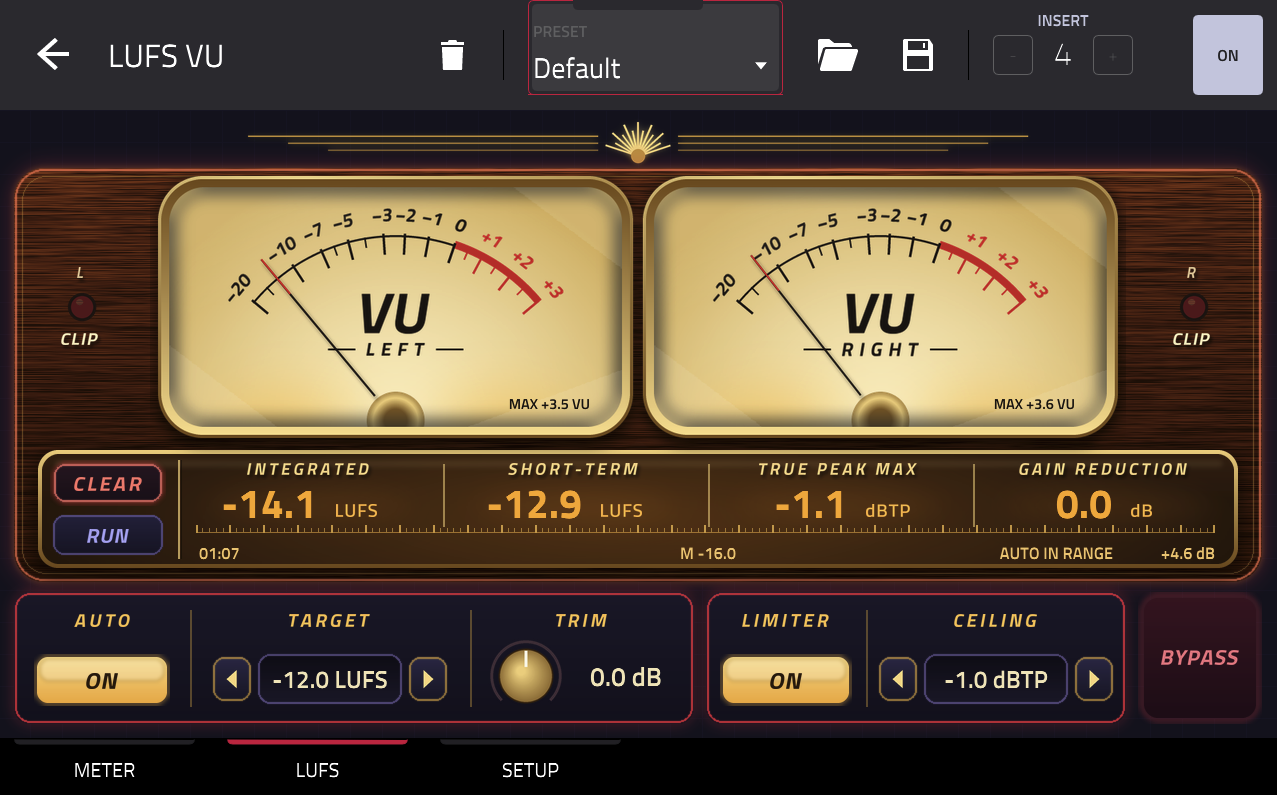 LUFS VU
PRESET
Default
INSERT
- 4 +
ON
-20 -10 -7 -5 -3 -2 -1 0 +1 +2 +3
VU
LEFT
MAX +3.5 VU
-20 -10 -7 -5 -3 -2 -1 0 +1 +2 +3
VU
RIGHT
MAX +3.6 VU
L
CLIP
R
CLIP
CLEAR
RUN
INTEGRATED
-14.1 LUFS
SHORT-TERM
-12.9 LUFS
TRUE PEAK MAX
-1.1 dBTP
GAIN REDUCTION
0.0 dB
01:07
M -16.0
AUTO IN RANGE
+4.6 dB
AUTO
ON
TARGET
-12.0 LUFS
TRIM
0.0 dB
LIMITER
ON
CEILING
-1.0 dBTP
BYPASS
METER
LUFS
SETUP